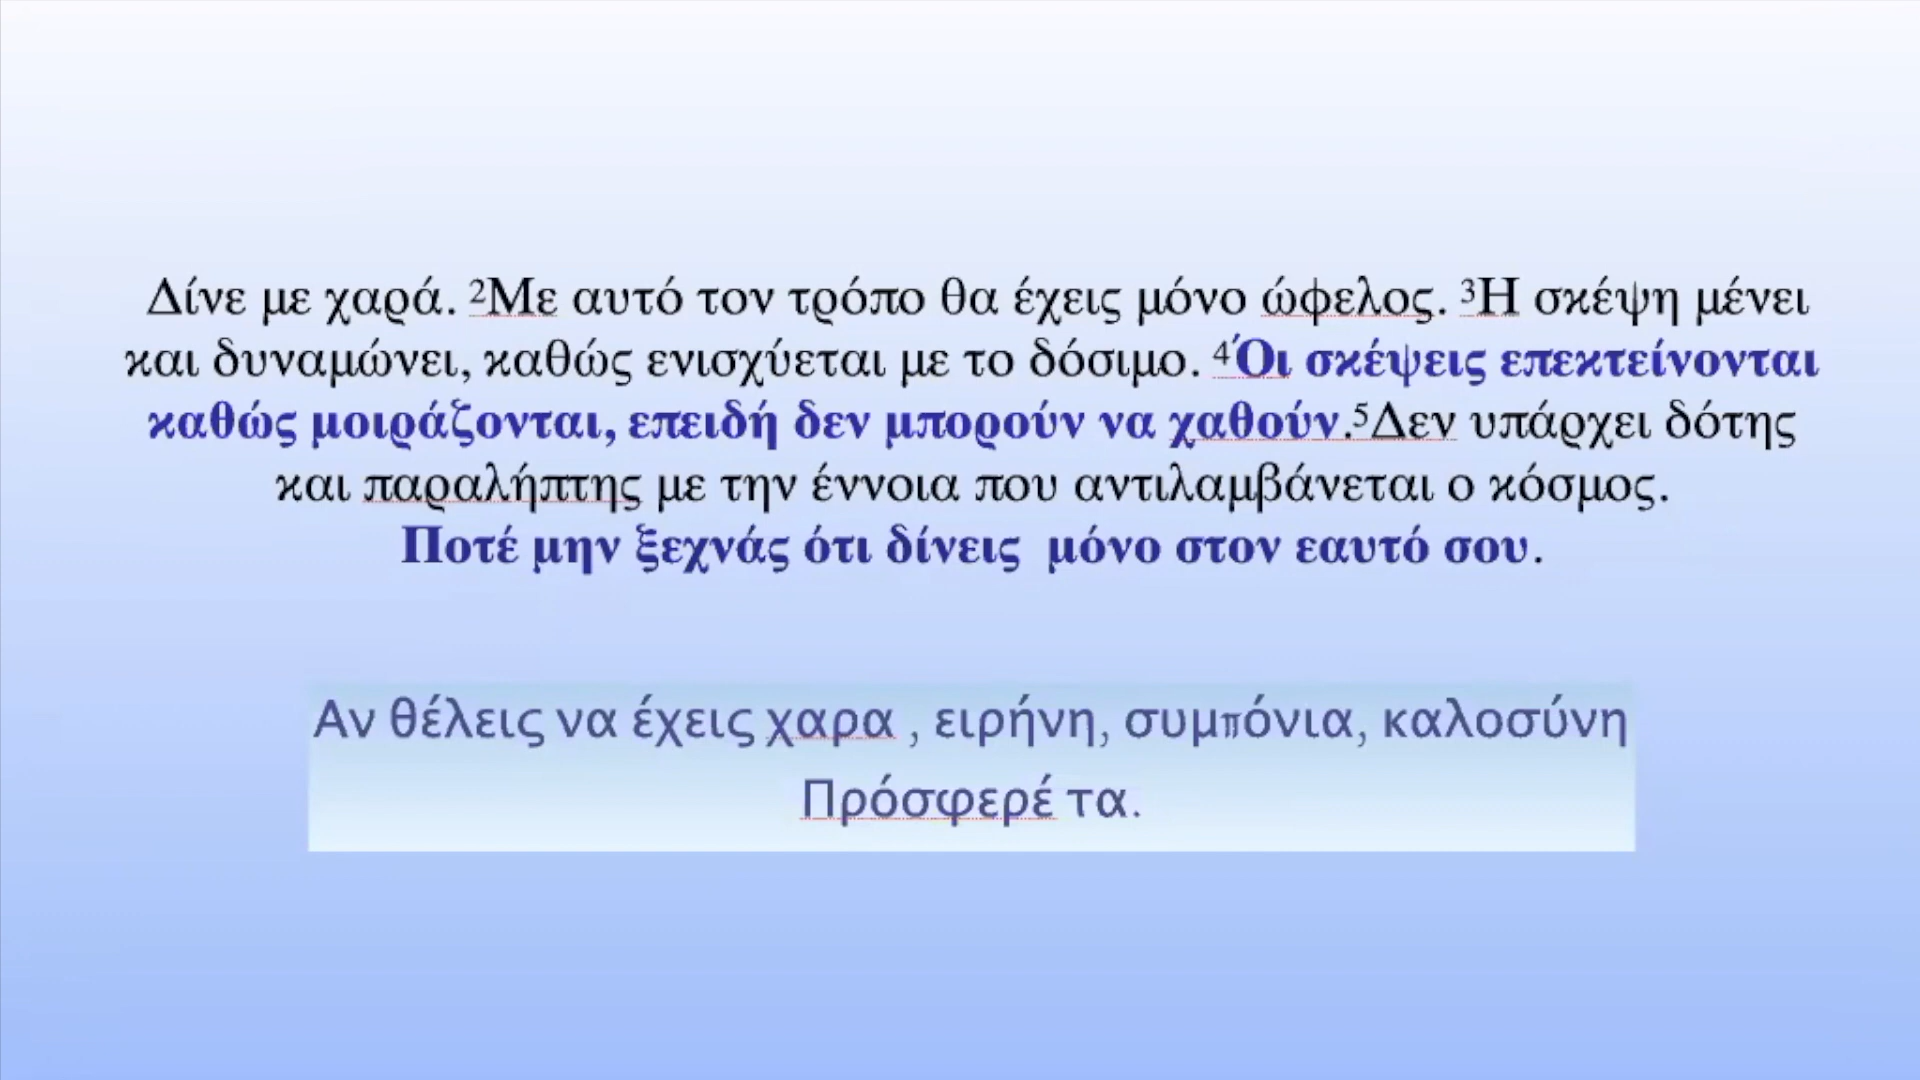 Δίνε με χαρά. ²Με αυτό τον τρόπο θα έχεις μόνο ώφελος. ³Η σκέψη μένει
και δυναμώνει, καθώς ενισχύεται με το δόσιμο. ⁴Όι σκέψεις επεκτείνονται
καθώς μοιράζονται, επειδή δεν μπορούν να χαθούν.⁵Δεν υπάρχει δότης
και παραλήπτης με την έννοια που αντιλαμβάνεται ο κόσμος.
Ποτέ μην ξεχνάς ότι δίνεις  μόνο στον εαυτό σου.
Αν θέλεις να έχεις χαρα , ειρήνη, συμπόνια, καλοσύνη
Πρόσφερέ τα.